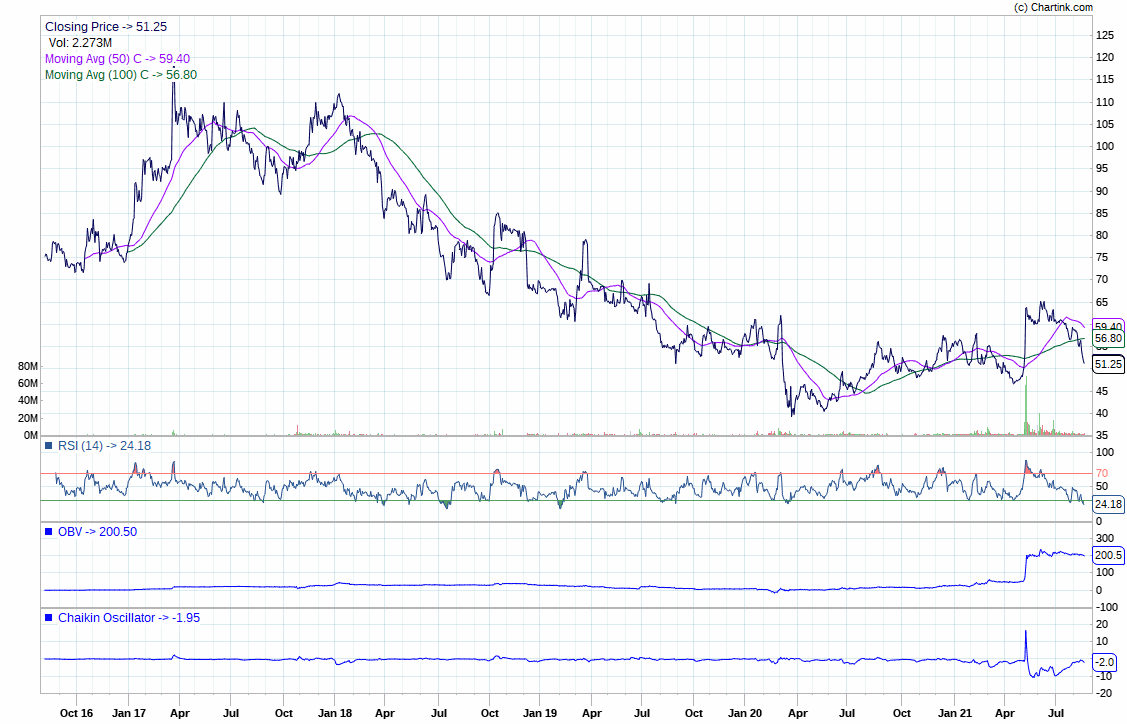 (c) Chartink.com
Closing Price -> 51.25
Vol: 2.273M
Moving Avg (50) C -> 59.40
Moving Avg (100) C -> 56.80
125
120
115
110
105
100
95
90
85
80
75
70
65
59.40
56.80
51.25
45
40
35
80M
60M
40M
20M
0M
RSI (14) -> 24.18
100
70
50
24.18
0
OBV -> 200.50
300
200.5
100
0
-100
Chaikin Oscillator -> -1.95
20
10
-2.0
-10
-20
Oct 16 Jan 17 Apr Jul Oct Jan 18 Apr Jul Oct Jan 19 Apr Jul Oct Jan 20 Apr Jul Oct Jan 21 Apr Jul